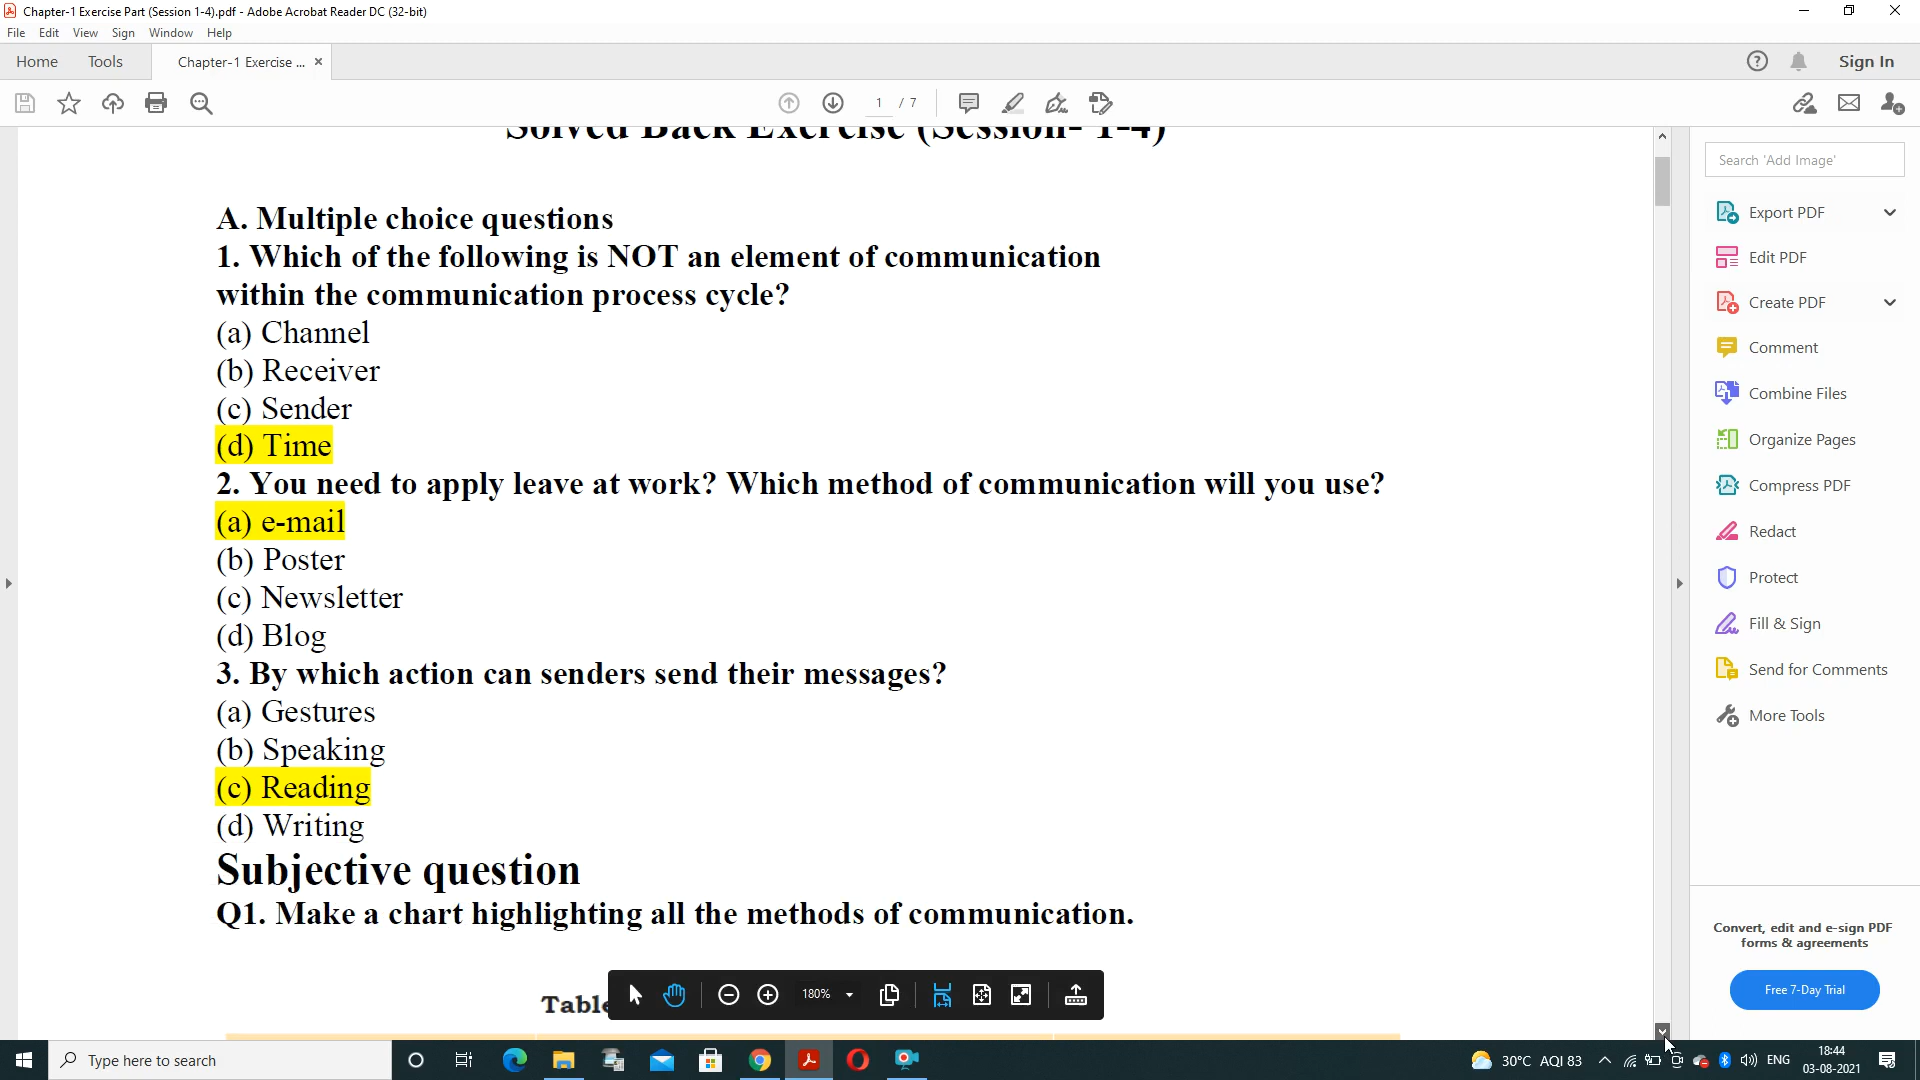 Chapter-1 Exercise Part (Session 1-4).pdf - Adobe Acrobat Reader DC (32-bit)
File Edit View Sign Window Help
Home Tools Chapter-1 Exercise ... × Sign In
1 / 7
Solved Back Exercise (Session- 1-4)
Search 'Add Image'
A. Multiple choice questions
1. Which of the following is NOT an element of communication
within the communication process cycle?
(a) Channel
(b) Receiver
(c) Sender
(d) Time
2. You need to apply leave at work? Which method of communication will you use?
(a) e-mail
(b) Poster
(c) Newsletter
(d) Blog
3. By which action can senders send their messages?
(a) Gestures
(b) Speaking
(c) Reading
(d) Writing
Subjective question
Q1. Make a chart highlighting all the methods of communication.
Table
180%
Export PDF
Edit PDF
Create PDF
Comment
Combine Files
Organize Pages
Compress PDF
Redact
Protect
Fill & Sign
Send for Comments
More Tools
Convert, edit and e-sign PDF
forms & agreements
Free 7-Day Trial
Type here to search
30°C AQI 83
ENG
18:44
03-08-2021